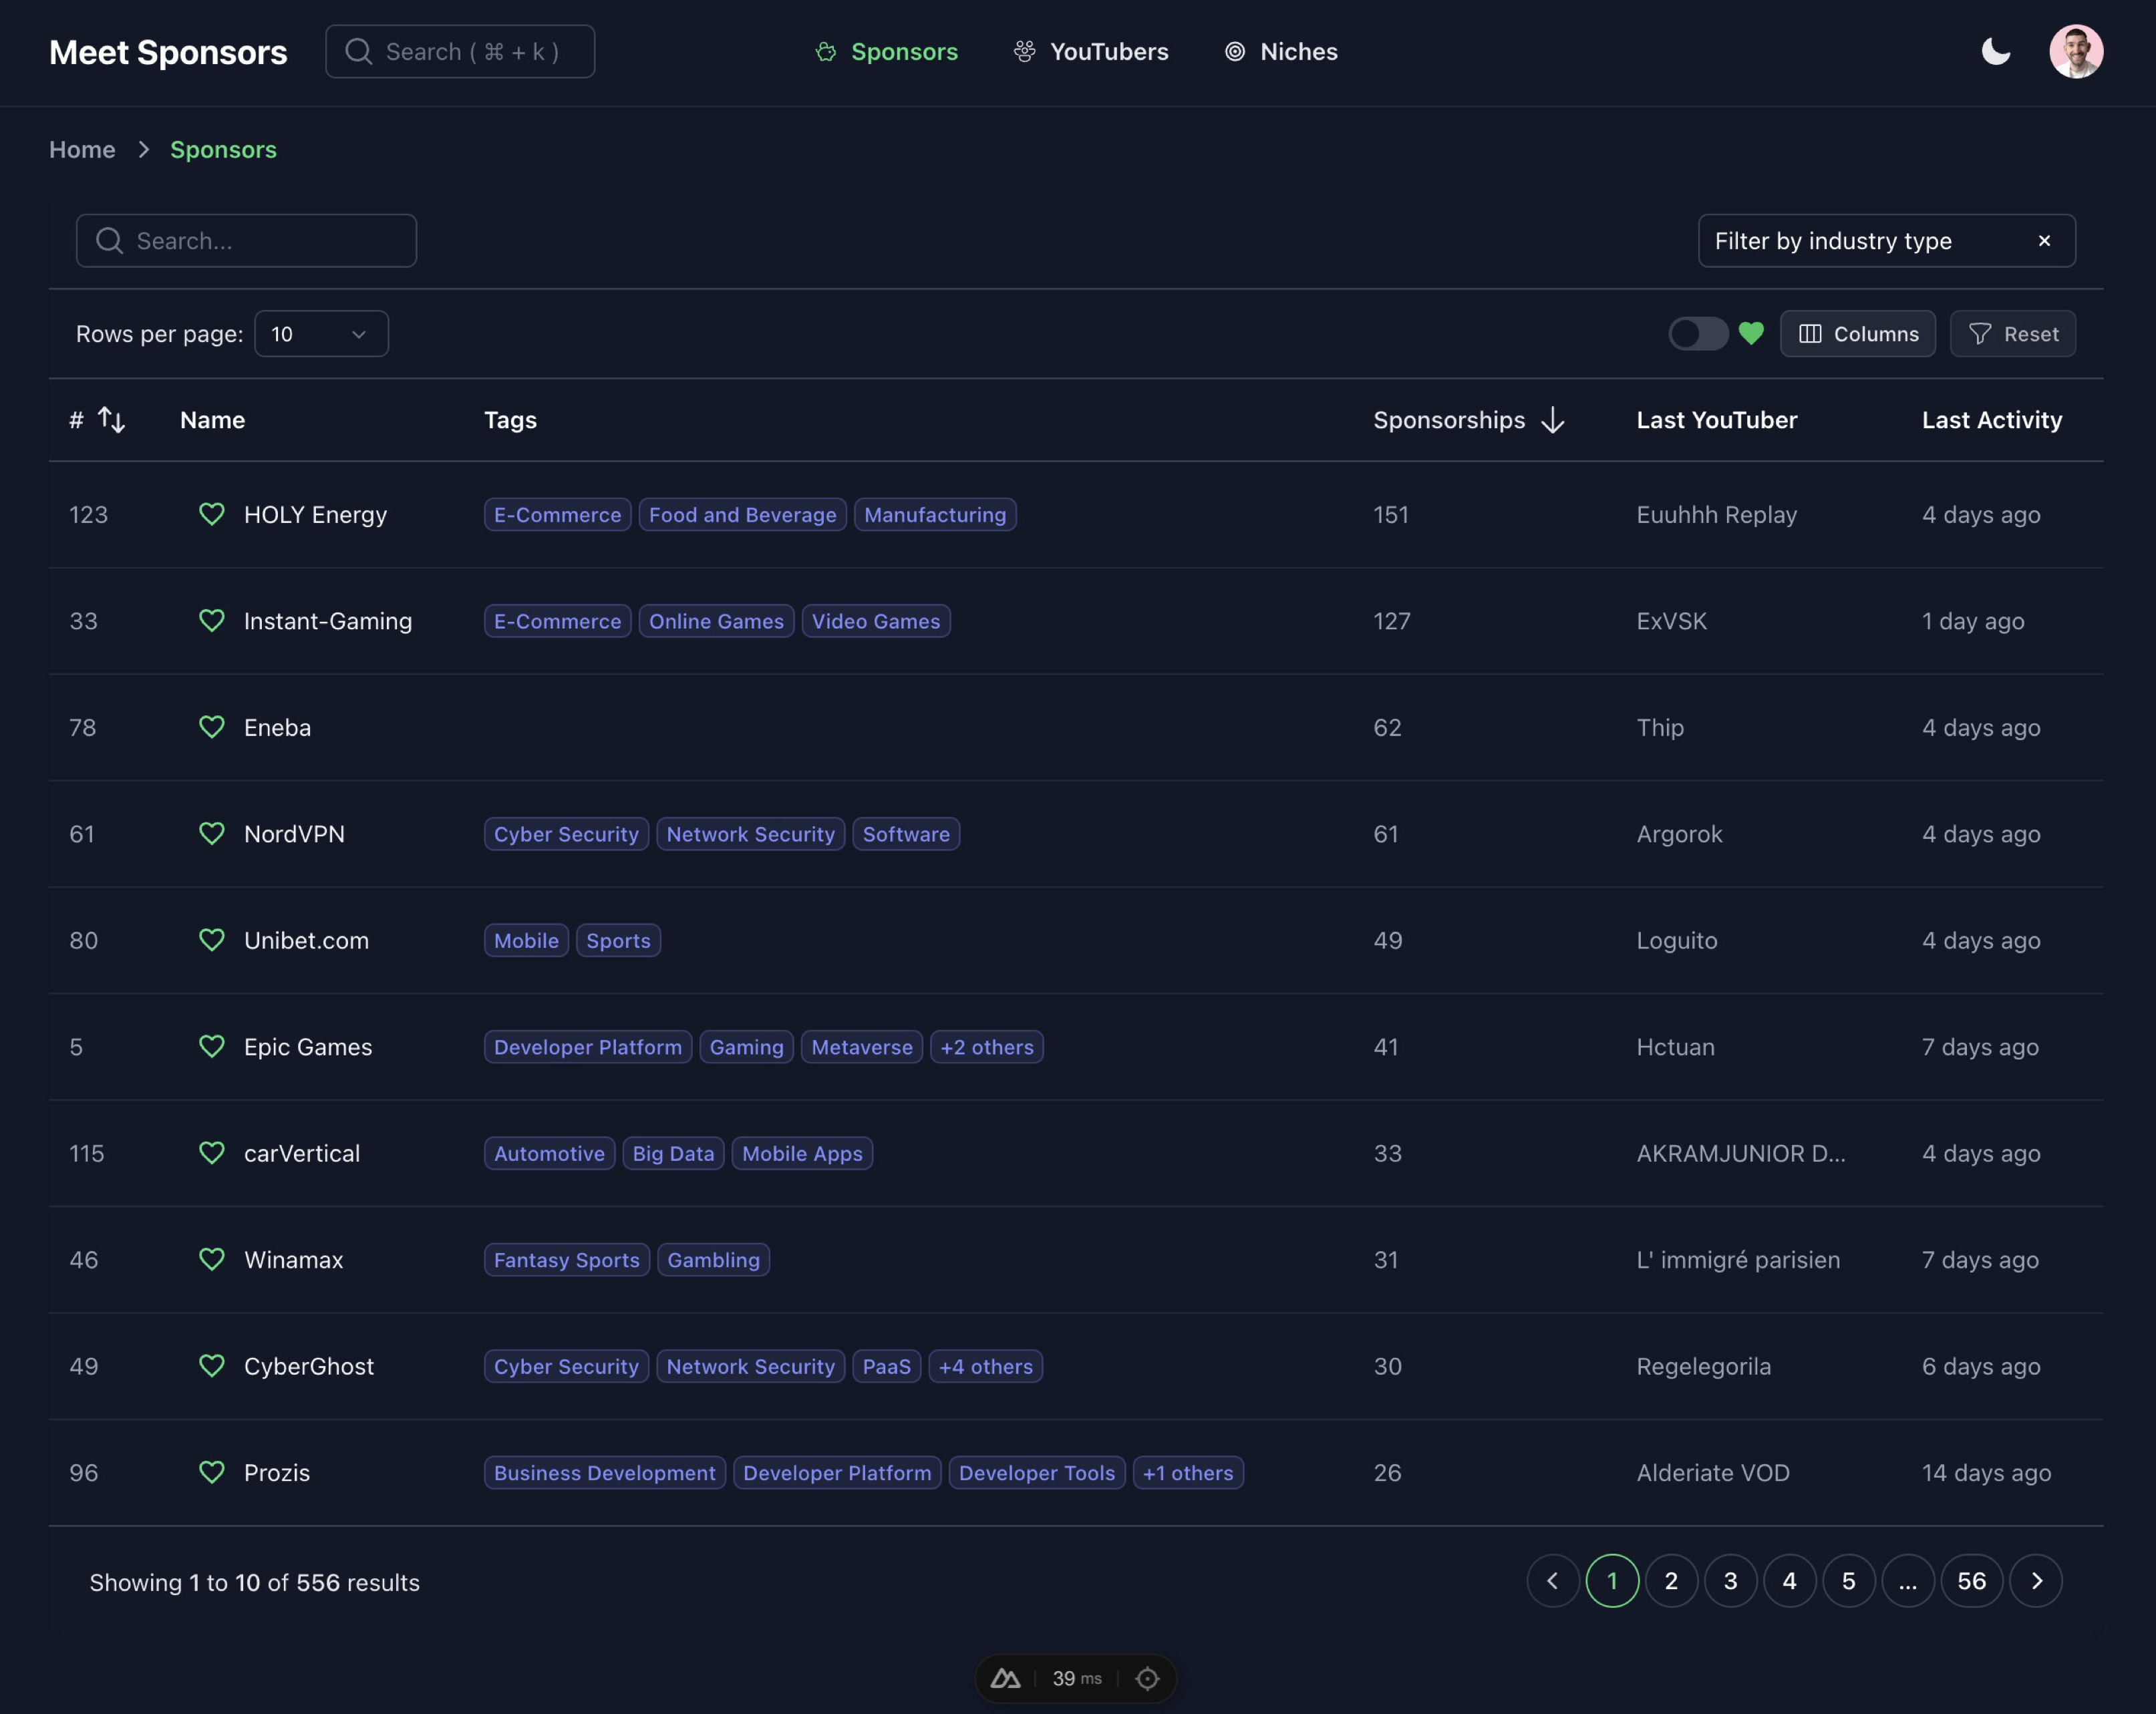 Meet Sponsors Search ( ⌘ + k ) Sponsors YouTubers Niches
Home Sponsors
Search... Filter by industry type ×
Rows per page: 10 Columns Reset
# Name Tags Sponsorships Last YouTuber Last Activity
123 HOLY Energy E-Commerce Food and Beverage Manufacturing 151 Euuhhh Replay 4 days ago
33 Instant-Gaming E-Commerce Online Games Video Games 127 ExVSK 1 day ago
78 Eneba 62 Thip 4 days ago
61 NordVPN Cyber Security Network Security Software 61 Argorok 4 days ago
80 Unibet.com Mobile Sports 49 Loguito 4 days ago
5 Epic Games Developer Platform Gaming Metaverse +2 others 41 Hctuan 7 days ago
115 carVertical Automotive Big Data Mobile Apps 33 AKRAMJUNIOR D... 4 days ago
46 Winamax Fantasy Sports Gambling 31 L' immigré parisien 7 days ago
49 CyberGhost Cyber Security Network Security PaaS +4 others 30 Regelegorila 6 days ago
96 Prozis Business Development Developer Platform Developer Tools +1 others 26 Alderiate VOD 14 days ago
Showing 1 to 10 of 556 results 1 2 3 4 5 ... 56
39 ms